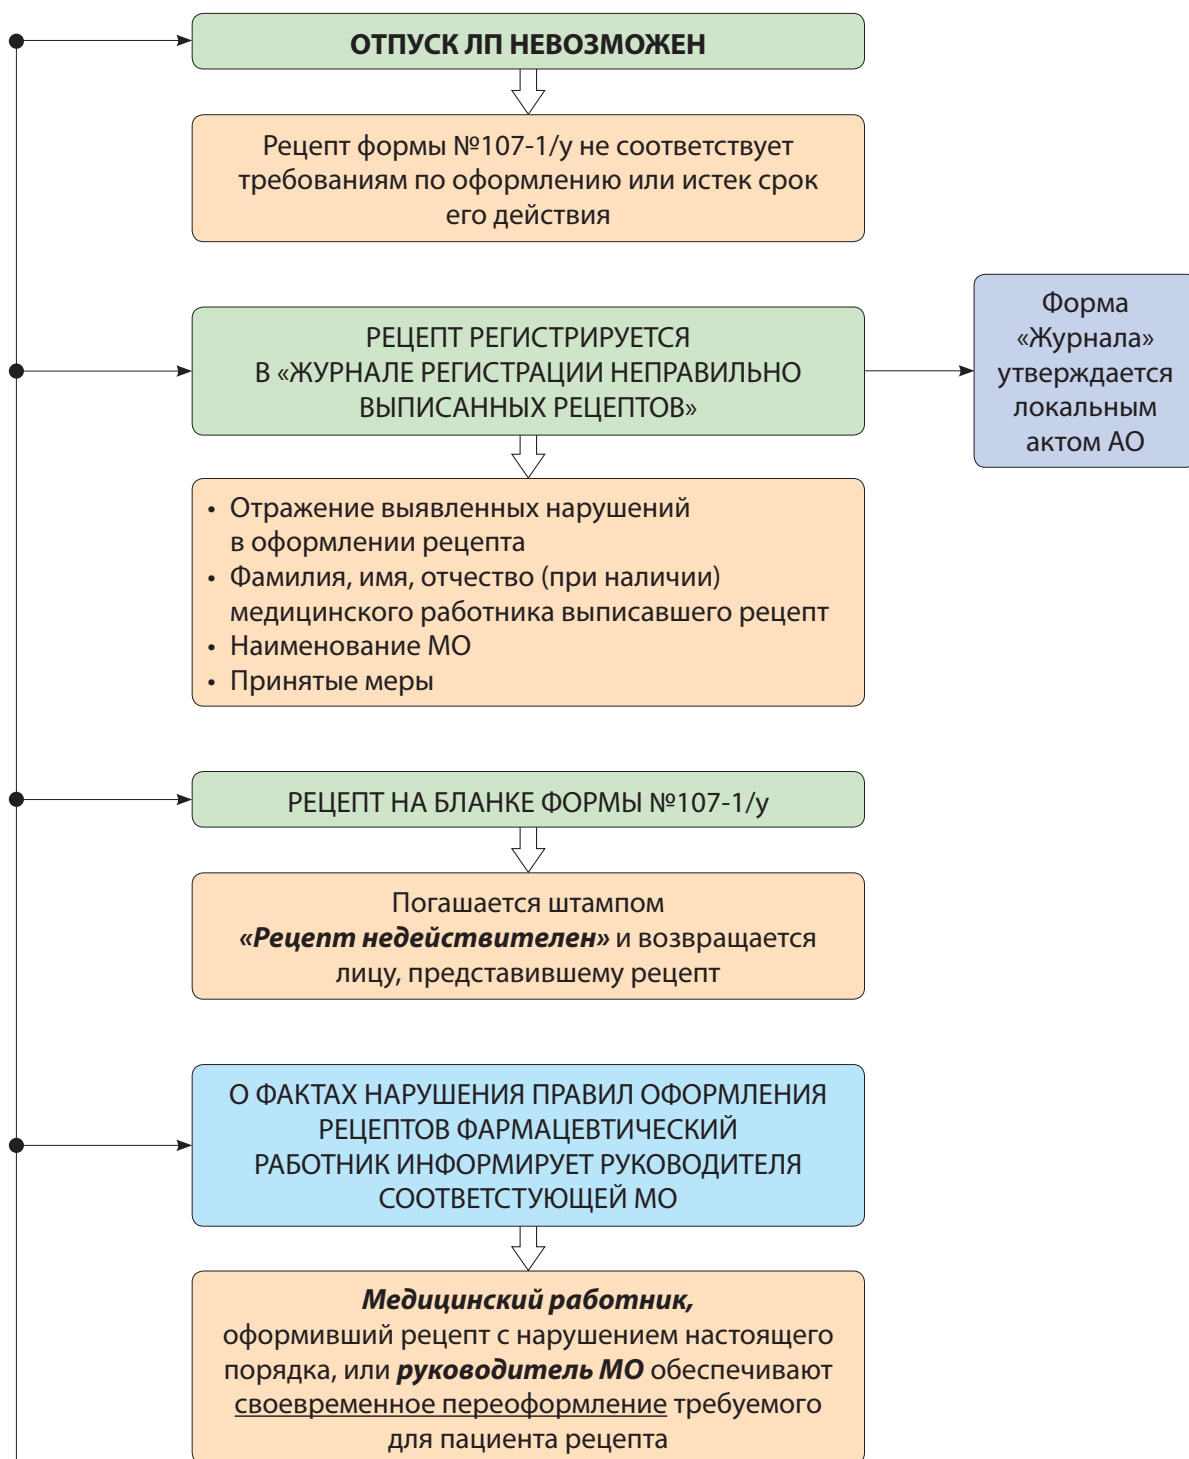 ОТПУСК ЛП НЕВОЗМОЖЕН
Рецепт формы №107-1/у не соответствует
требованиям по оформлению или истек срок
его действия
РЕЦЕПТ РЕГИСТРИРУЕТСЯ
В «ЖУРНАЛЕ РЕГИСТРАЦИИ НЕПРАВИЛЬНО
ВЫПИСАННЫХ РЕЦЕПТОВ»
Форма
«Журнала»
утверждается
локальным
актом АО
• Отражение выявленных нарушений
в оформлении рецепта
• Фамилия, имя, отчество (при наличии)
медицинского работника выписавшего рецепт
• Наименование МО
• Принятые меры
РЕЦЕПТ НА БЛАНКЕ ФОРМЫ №107-1/у
Погашается штампом
«Рецепт недействителен» и возвращается
лицу, представившему рецепт
О ФАКТАХ НАРУШЕНИЯ ПРАВИЛ ОФОРМЛЕНИЯ
РЕЦЕПТОВ ФАРМАЦЕВТИЧЕСКИЙ
РАБОТНИК ИНФОРМИРУЕТ РУКОВОДИТЕЛЯ
СООТВЕТСТУЮЩЕЙ МО
Медицинский работник,
оформивший рецепт с нарушением настоящего
порядка, или руководитель МО обеспечивают
своевременное переоформление требуемого
для пациента рецепта